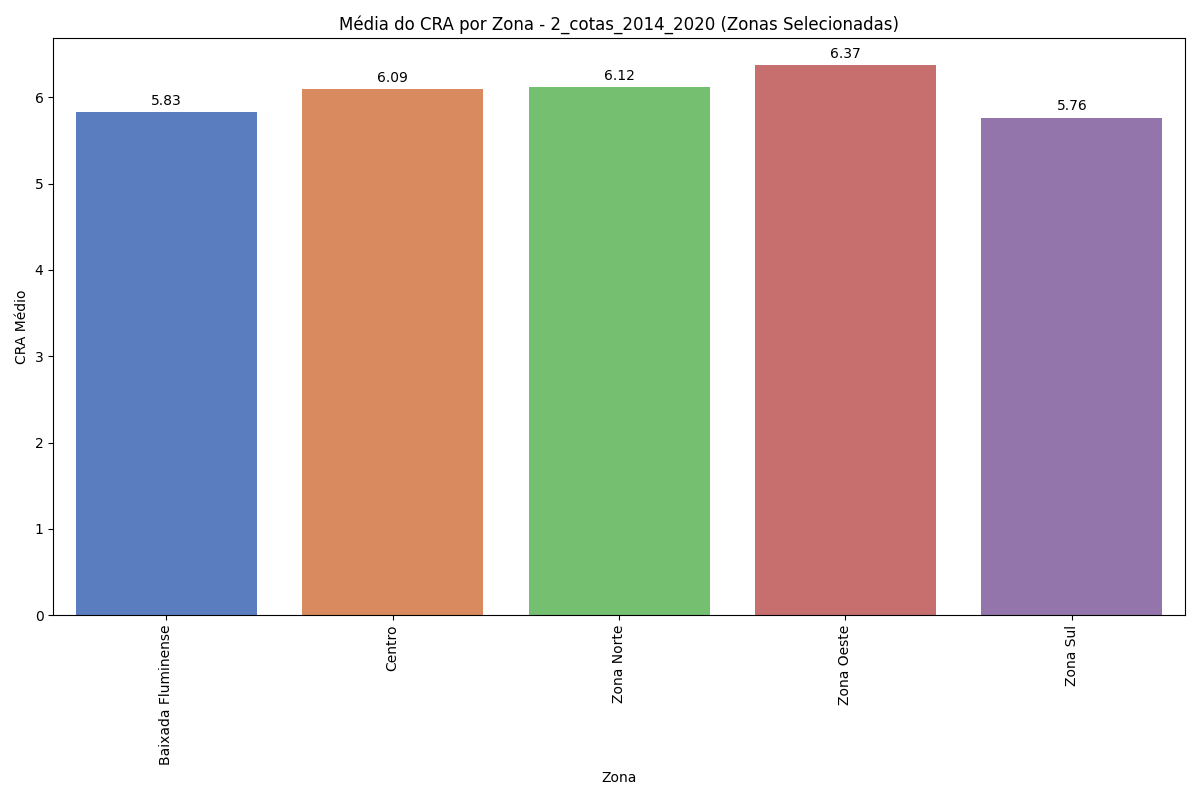 Média do CRA por Zona - 2_cotas_2014_2020 (Zonas Selecionadas)
5.83
6.09
6.12
6.37
5.76
6
5
4
3
2
1
0
CRA Médio
Baixada Fluminense
Centro
Zona Norte
Zona Oeste
Zona Sul
Zona